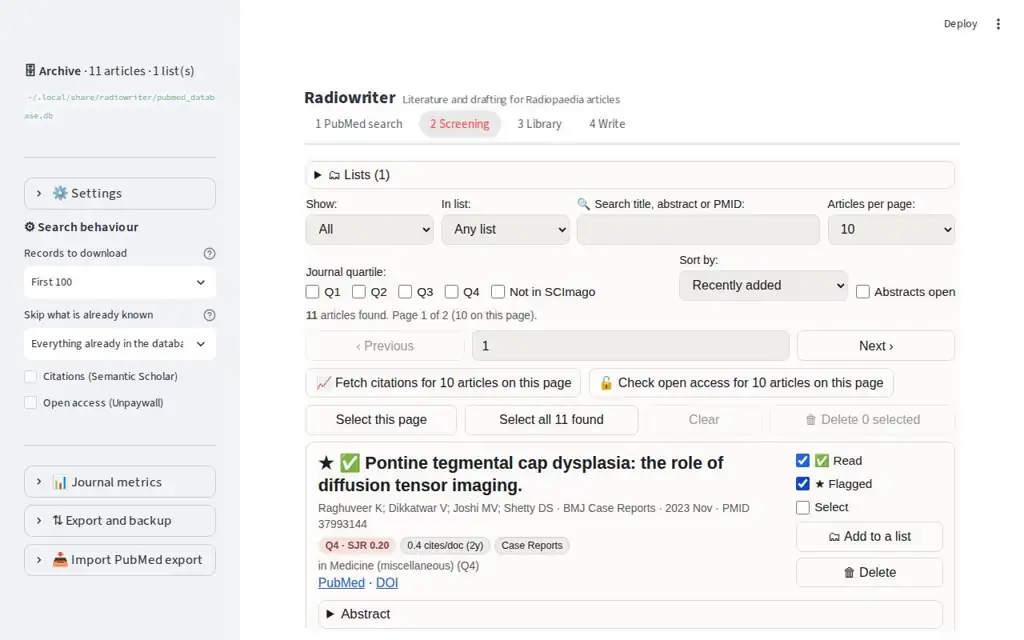 Deploy
Archive · 11 articles · 1 list(s)
~/.local/share/radiowriter/pubmed_datab
ase.db
Settings
Search behaviour
Records to download
First 100
Skip what is already known
Everything already in the databa
Citations (Semantic Scholar)
Open access (Unpaywall)
Journal metrics
Export and backup
Import PubMed export
Radiowriter Literature and drafting for Radiopaedia articles
1 PubMed search 2 Screening 3 Library 4 Write
Lists (1)
Show: In list: Search title, abstract or PMID: Articles per page:
All Any list 10
Journal quartile: Sort by:
Q1 Q2 Q3 Q4 Not in SCImago Recently added Abstracts open
11 articles found. Page 1 of 2 (10 on this page).
‹ Previous 1 Next ›
Fetch citations for 10 articles on this page Check open access for 10 articles on this page
Select this page Select all 11 found Clear Delete 0 selected
★ ✅ Pontine tegmental cap dysplasia: the role of
diffusion tensor imaging.
Raghuveer K; Dikkatwar V; Joshi MV; Shetty DS · BMJ Case Reports · 2023 Nov · PMID
37993144
Q4 · SJR 0.20 0.4 cites/doc (2y) Case Reports
in Medicine (miscellaneous) (Q4)
PubMed · DOI
Abstract
✅ Read
★ Flagged
Select
Add to a list
Delete